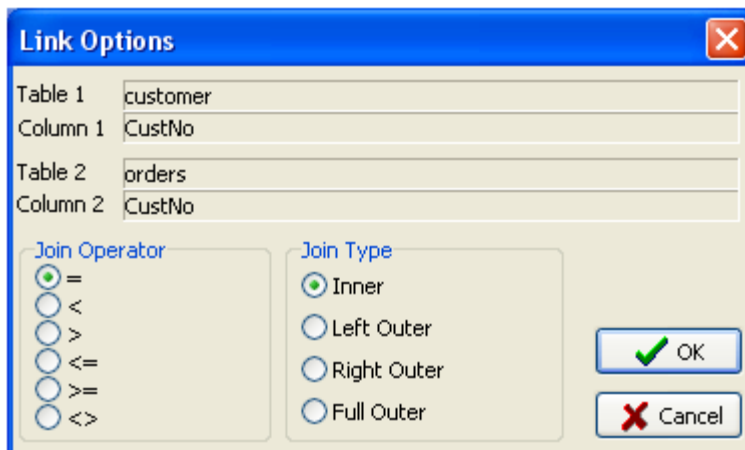 Link Options
Table 1 customer
Column 1 CustNo
Table 2 orders
Column 2 CustNo
Join Operator
=
<
>
<=
>=
<>
Join Type
Inner
Left Outer
Right Outer
Full Outer
OK
Cancel